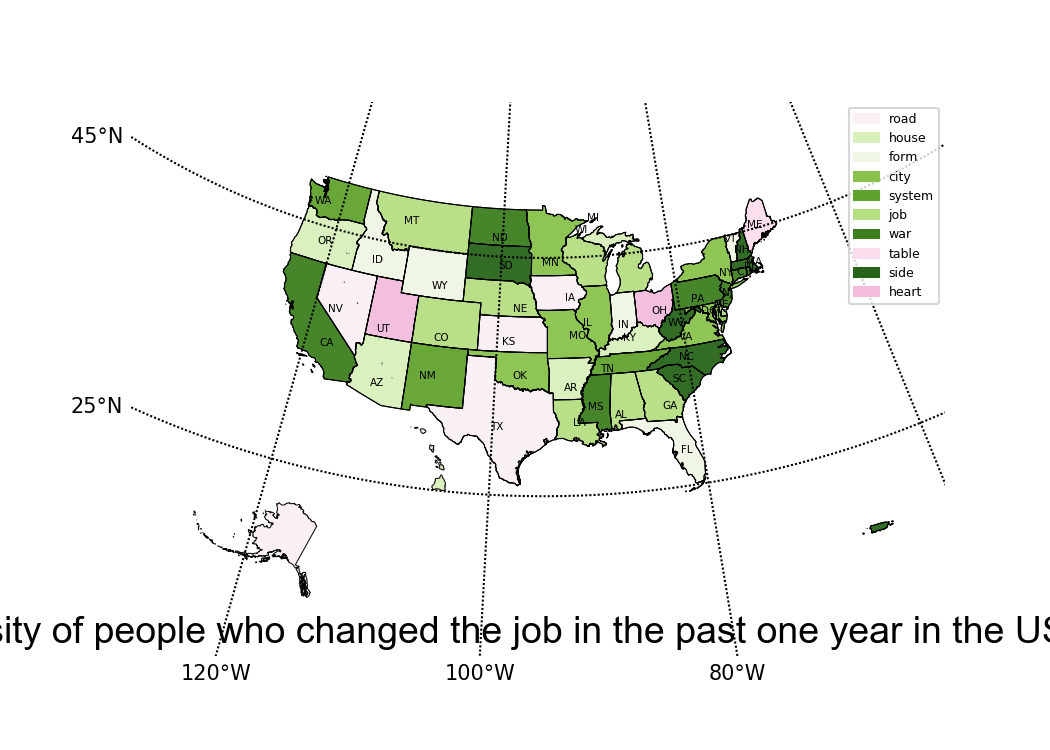 45°N
25°N
120°W
100°W
80°W
road
house
form
city
system
job
war
table
side
heart
WA
OR
CA
NV
ID
MT
WY
UT
AZ
CO
NM
ND
SD
NE
KS
OK
TX
MN
IA
MO
AR
LA
WI
MI
IL
IN
OH
KY
TN
MS
AL
GA
FL
SC
NC
VA
WV
PA
NY
VT
NH
ME
DC
sity of people who changed the job in the past one year in the US